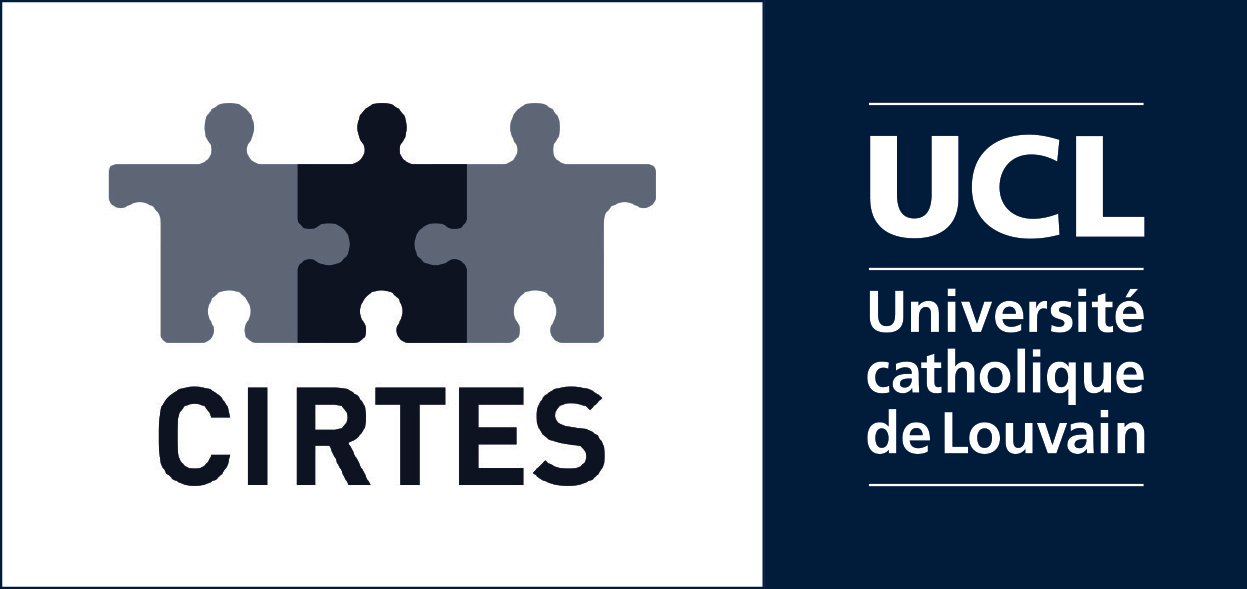 CIRTES
UCL
Université
catholique
de Louvain